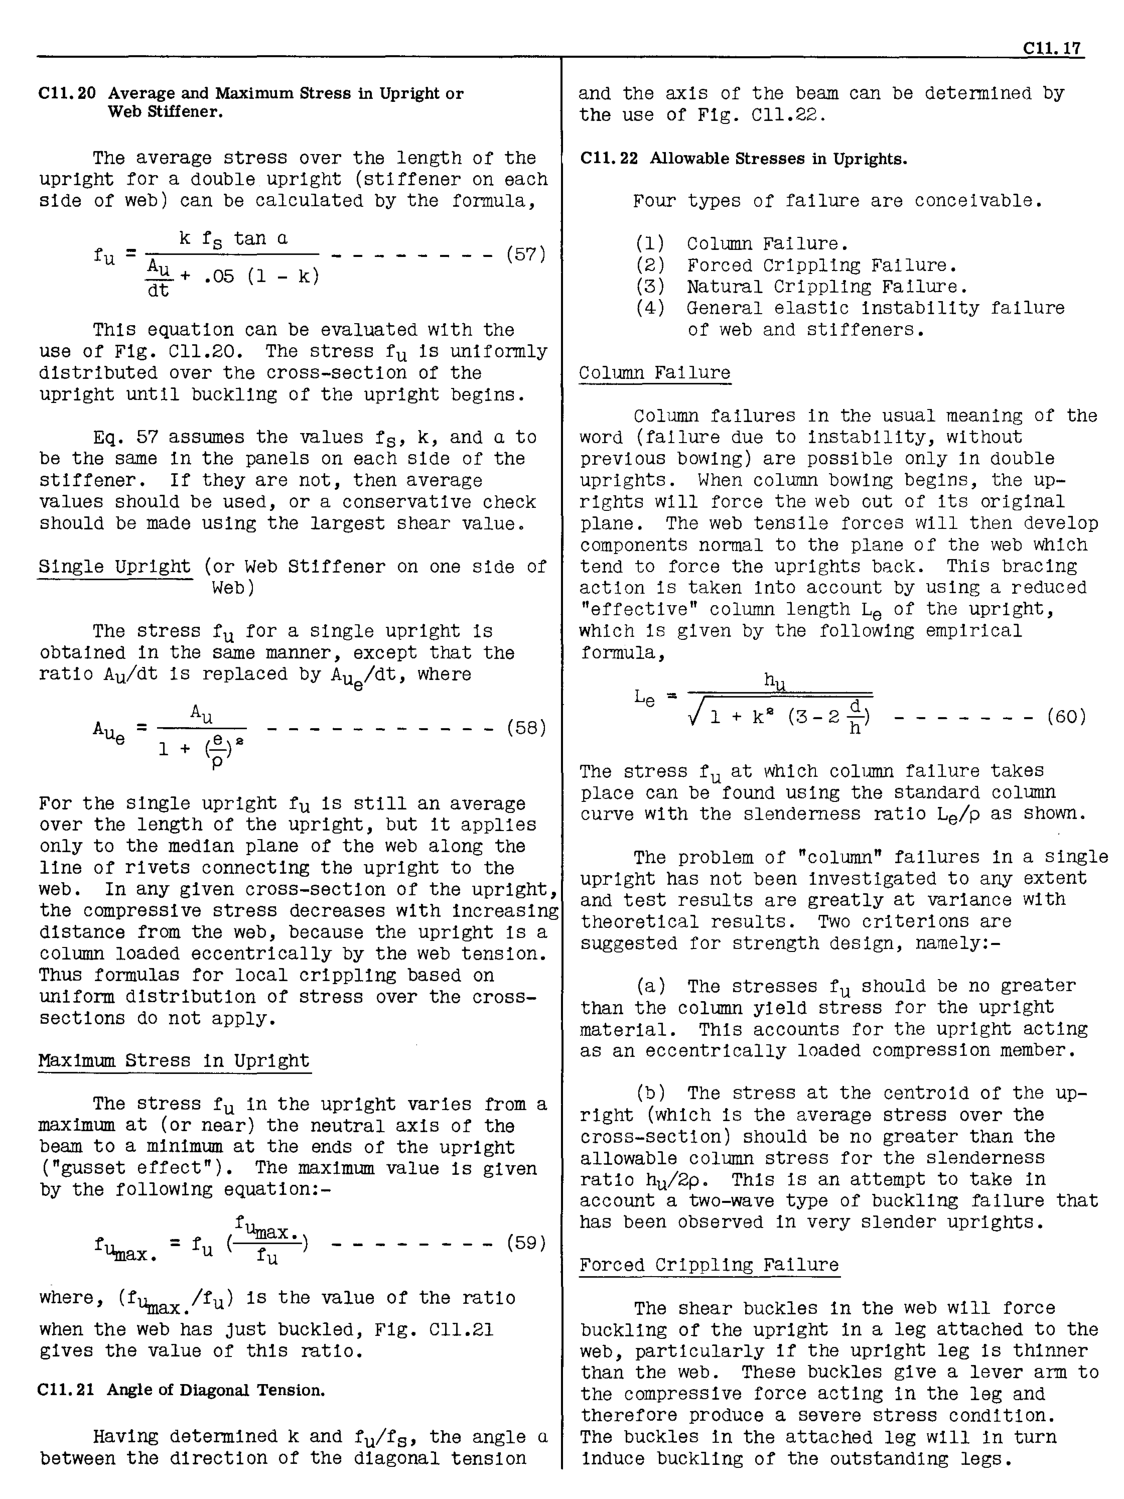 C11.17
C11.20 Average and Maximum Stress in Upright or
Web Stiffener.
The average stress over the length of the
upright for a double upright (stiffener on each
side of web) can be calculated by the formula,
f_u = k f_s tan α / (A_u/dt + .05 (1 - k)) - - - - - - - - (57)
This equation can be evaluated with the
use of Fig. C11.20. The stress f_u is uniformly
distributed over the cross-section of the
upright until buckling of the upright begins.
Eq. 57 assumes the values f_s, k, and α to
be the same in the panels on each side of the
stiffener. If they are not, then average
values should be used, or a conservative check
should be made using the largest shear value.
Single Upright (or Web Stiffener on one side of
Web)
The stress f_u for a single upright is
obtained in the same manner, except that the
ratio A_u/dt is replaced by A_u_e/dt, where
A_u_e = A_u / (1 + (e/ρ)²) - - - - - - - - - - - - (58)
For the single upright f_u is still an average
over the length of the upright, but it applies
only to the median plane of the web along the
line of rivets connecting the upright to the
web. In any given cross-section of the upright,
the compressive stress decreases with increasing
distance from the web, because the upright is a
column loaded eccentrically by the web tension.
Thus formulas for local crippling based on
uniform distribution of stress over the cross-
sections do not apply.
Maximum Stress in Upright
The stress f_u in the upright varies from a
maximum at (or near) the neutral axis of the
beam to a minimum at the ends of the upright
("gusset effect"). The maximum value is given
by the following equation:-
f_umax. = f_u (f_umax./f_u) - - - - - - - - (59)
where, (f_umax./f_u) is the value of the ratio
when the web has just buckled, Fig. C11.21
gives the value of this ratio.
C11.21 Angle of Diagonal Tension.
Having determined k and f_u/f_s, the angle α
between the direction of the diagonal tension
and the axis of the beam can be determined by
the use of Fig. C11.22.
C11.22 Allowable Stresses in Uprights.
Four types of failure are conceivable.
(1) Column Failure.
(2) Forced Crippling Failure.
(3) Natural Crippling Failure.
(4) General elastic instability failure
of web and stiffeners.
Column Failure
Column failures in the usual meaning of the
word (failure due to instability, without
previous bowing) are possible only in double
uprights. When column bowing begins, the up-
rights will force the web out of its original
plane. The web tensile forces will then develop
components normal to the plane of the web which
tend to force the uprights back. This bracing
action is taken into account by using a reduced
"effective" column length L_e of the upright,
which is given by the following empirical
formula,
L_e = h_u / √(1 + k² (3 - 2 d/h)) - - - - - - - (60)
The stress f_u at which column failure takes
place can be found using the standard column
curve with the slenderness ratio L_e/ρ as shown.
The problem of "column" failures in a single
upright has not been investigated to any extent
and test results are greatly at variance with
theoretical results. Two criterions are
suggested for strength design, namely:-
(a) The stresses f_u should be no greater
than the column yield stress for the upright
material. This accounts for the upright acting
as an eccentrically loaded compression member.
(b) The stress at the centroid of the up-
right (which is the average stress over the
cross-section) should be no greater than the
allowable column stress for the slenderness
ratio h_u/2ρ. This is an attempt to take in
account a two-wave type of buckling failure that
has been observed in very slender uprights.
Forced Crippling Failure
The shear buckles in the web will force
buckling of the upright in a leg attached to the
web, particularly if the upright leg is thinner
than the web. These buckles give a lever arm to
the compressive force acting in the leg and
therefore produce a severe stress condition.
The buckles in the attached leg will in turn
induce buckling of the outstanding legs.